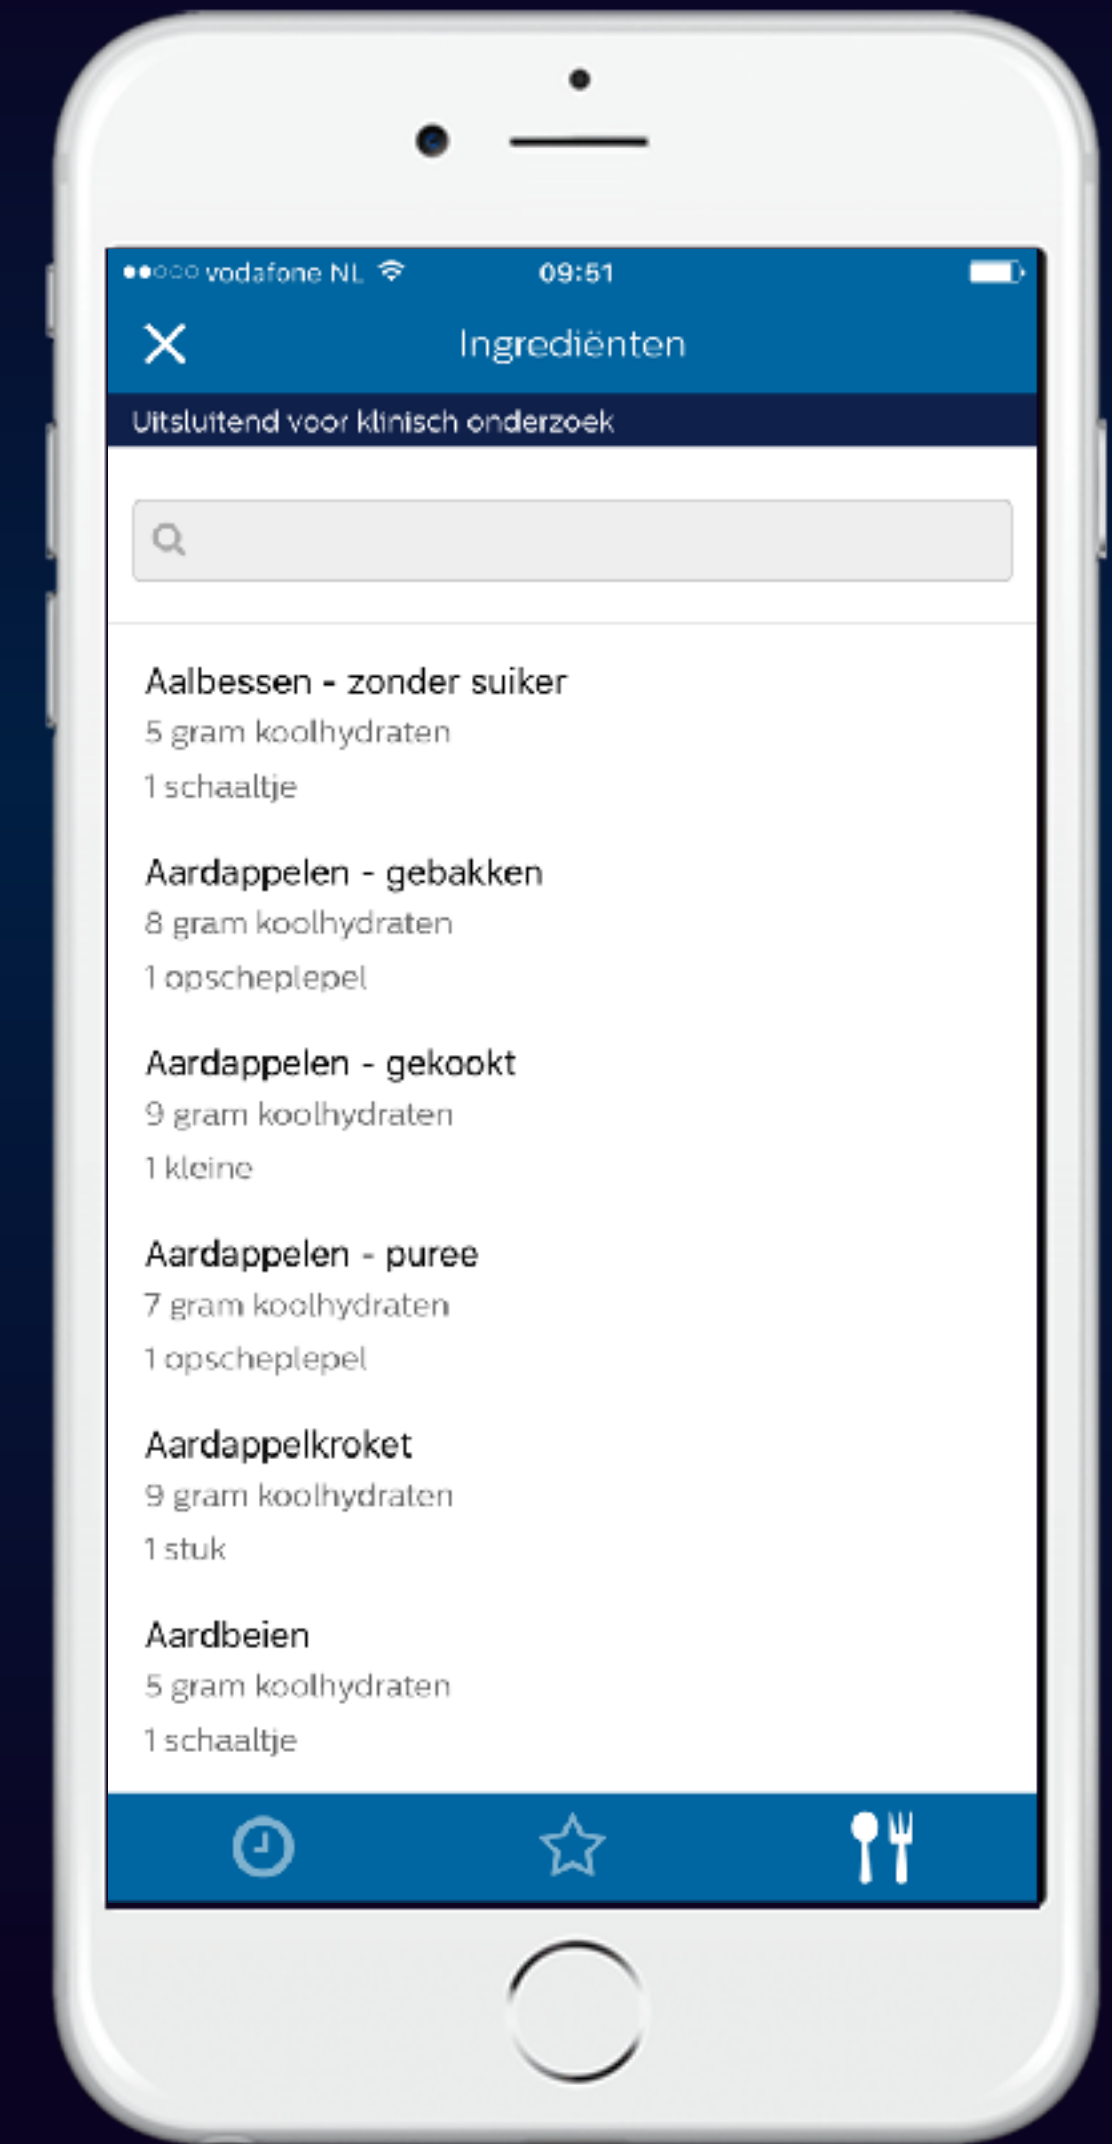 vodafone NL 09:51
Ingrediënten
Uitsluitend voor klinisch onderzoek
Aalbessen - zonder suiker
5 gram koolhydraten
1 schaaltje
Aardappelen - gebakken
8 gram koolhydraten
1 opscheplepel
Aardappelen - gekookt
9 gram koolhydraten
1 kleine
Aardappelen - puree
7 gram koolhydraten
1 opscheplepel
Aardappelkroket
9 gram koolhydraten
1 stuk
Aardbeien
5 gram koolhydraten
1 schaaltje